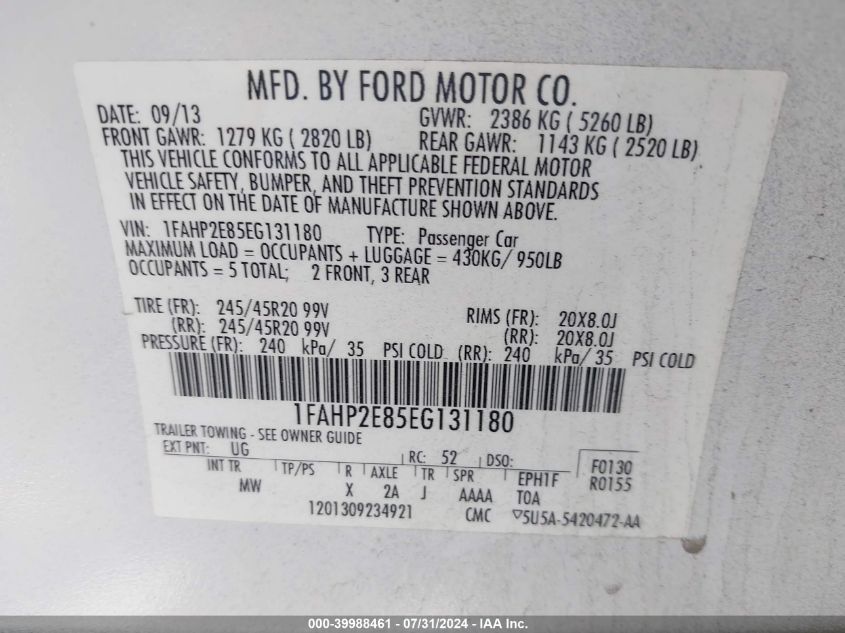 MFD. BY FORD MOTOR CO.
DATE: 09/13 GVWR: 2386 KG ( 5260 LB)
FRONT GAWR: 1279 KG ( 2820 LB) REAR GAWR: 1143 KG ( 2520 LB)
THIS VEHICLE CONFORMS TO ALL APPLICABLE FEDERAL MOTOR
VEHICLE SAFETY, BUMPER, AND THEFT PREVENTION STANDARDS
IN EFFECT ON THE DATE OF MANUFACTURE SHOWN ABOVE.
VIN: 1FAHP2E85EG131180 TYPE: Passenger Car
MAXIMUM LOAD = OCCUPANTS + LUGGAGE = 430KG/ 950LB
OCCUPANTS = 5 TOTAL; 2 FRONT, 3 REAR
TIRE (FR): 245/45R20 99V RIMS (FR): 20X8.0J
(RR): 245/45R20 99V (RR): 20X8.0J
PRESSURE (FR): 240 kPa/ 35 PSI COLD (RR): 240 kPa/ 35 PSI COLD
1FAHP2E85EG131180
TRAILER TOWING - SEE OWNER GUIDE
EXT PNT: UG RC: 52 DSO: F0130
INT TR TP/PS R AXLE TR SPR EPH1F R0155
MW X 2A J AAAA T0A
1201309234921 CMC ▽5U5A-5420472-AA
000-39988461 - 07/31/2024 - IAA Inc.